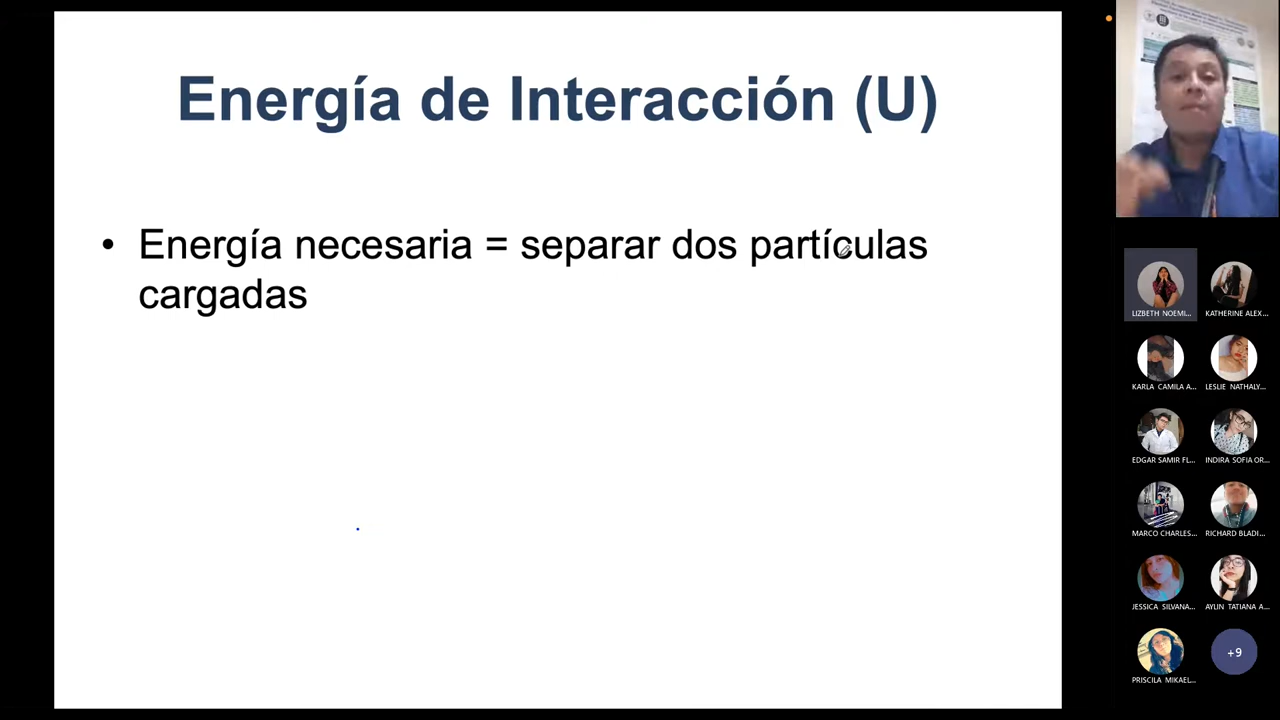 Energía de Interacción (U)
• Energía necesaria = separar dos partículas
cargadas
LIZBETH NOEMI...
KATHERINE ALEX...
KARLA CAMILA A...
LESLIE NATHALY...
EDGAR SAMIR FL...
INDIRA SOFIA OR...
MARCO CHARLES...
RICHARD BLADI...
JESSICA SILVANA...
AYLIN TATIANA A...
PRISCILA MIKAEL...
+9